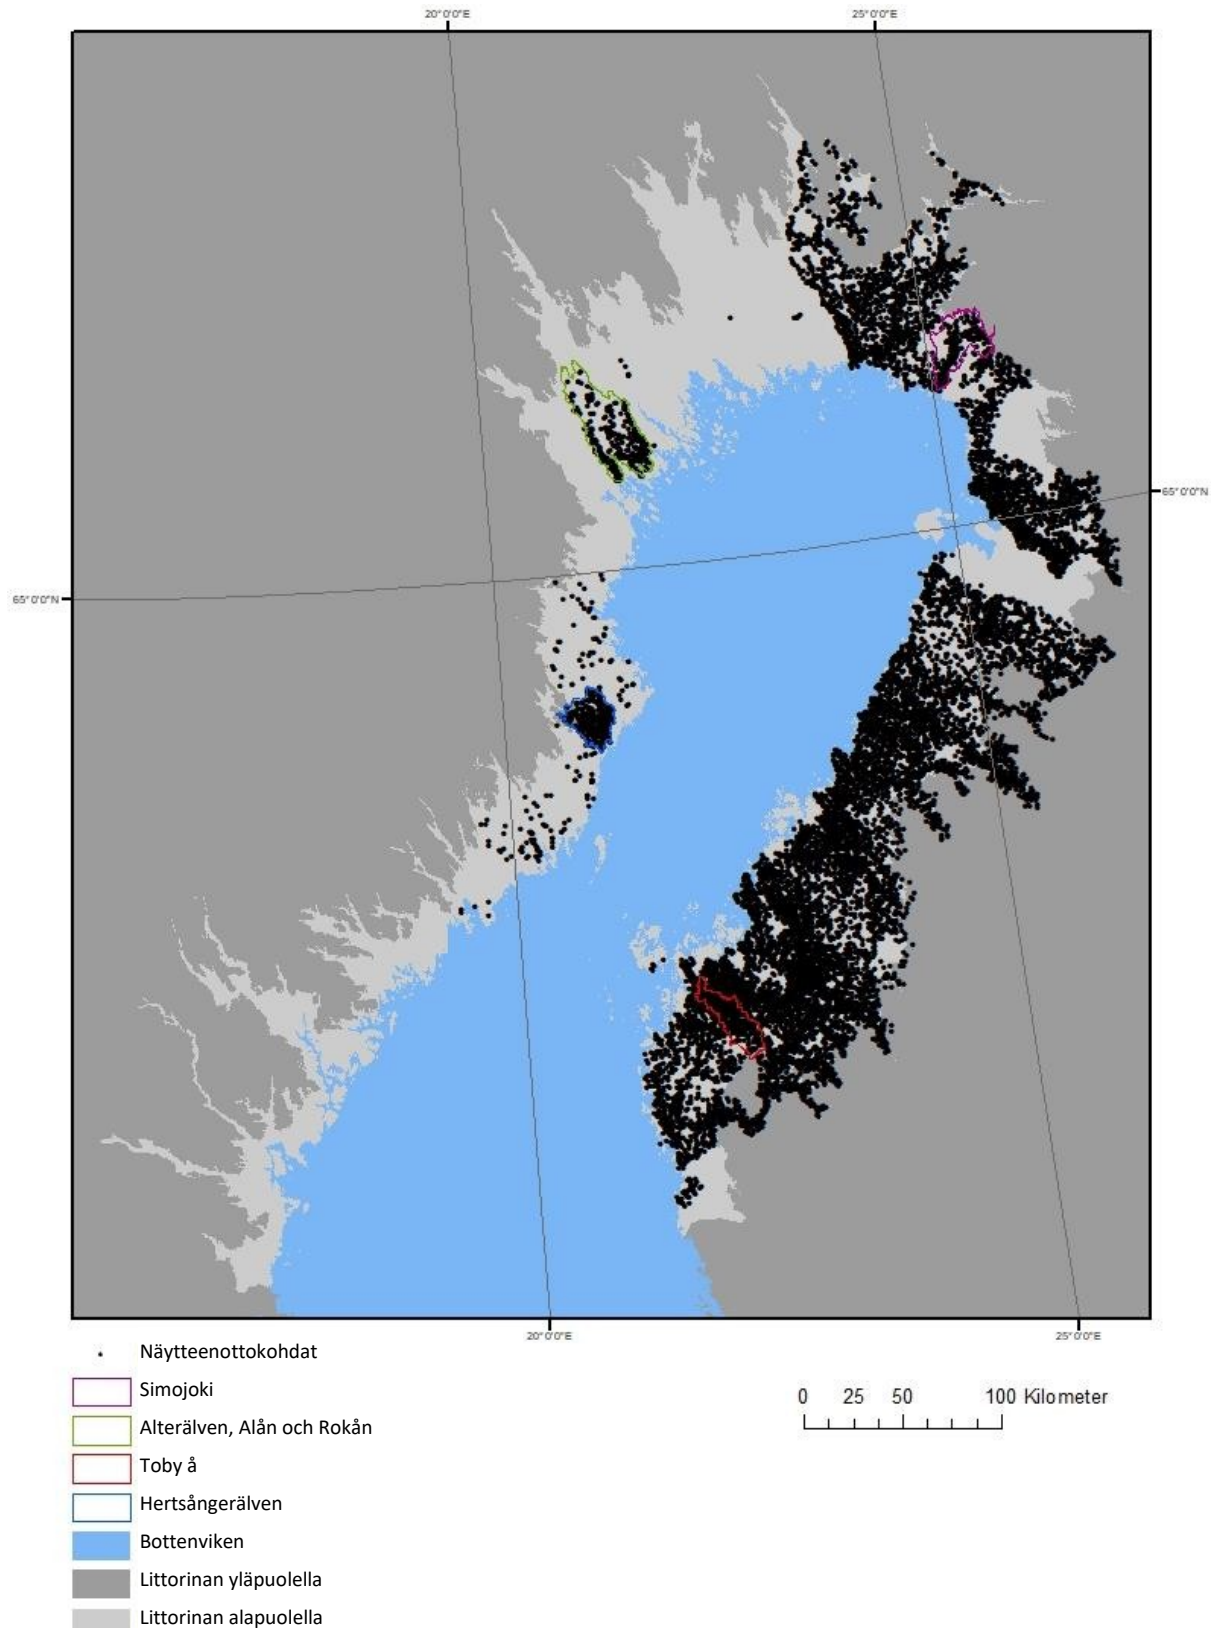 20°0'0"E 25°0'0"E
65°0'0"N
65°0'0"N
20°0'0"E 25°0'0"E
Näytteenottokohdat
Simojoki
Alterälven, Alån och Rokån
Toby å
Hertsångerälven
Bottenviken
Littorinan yläpuolella
Littorinan alapuolella
0 25 50 100 Kilometer